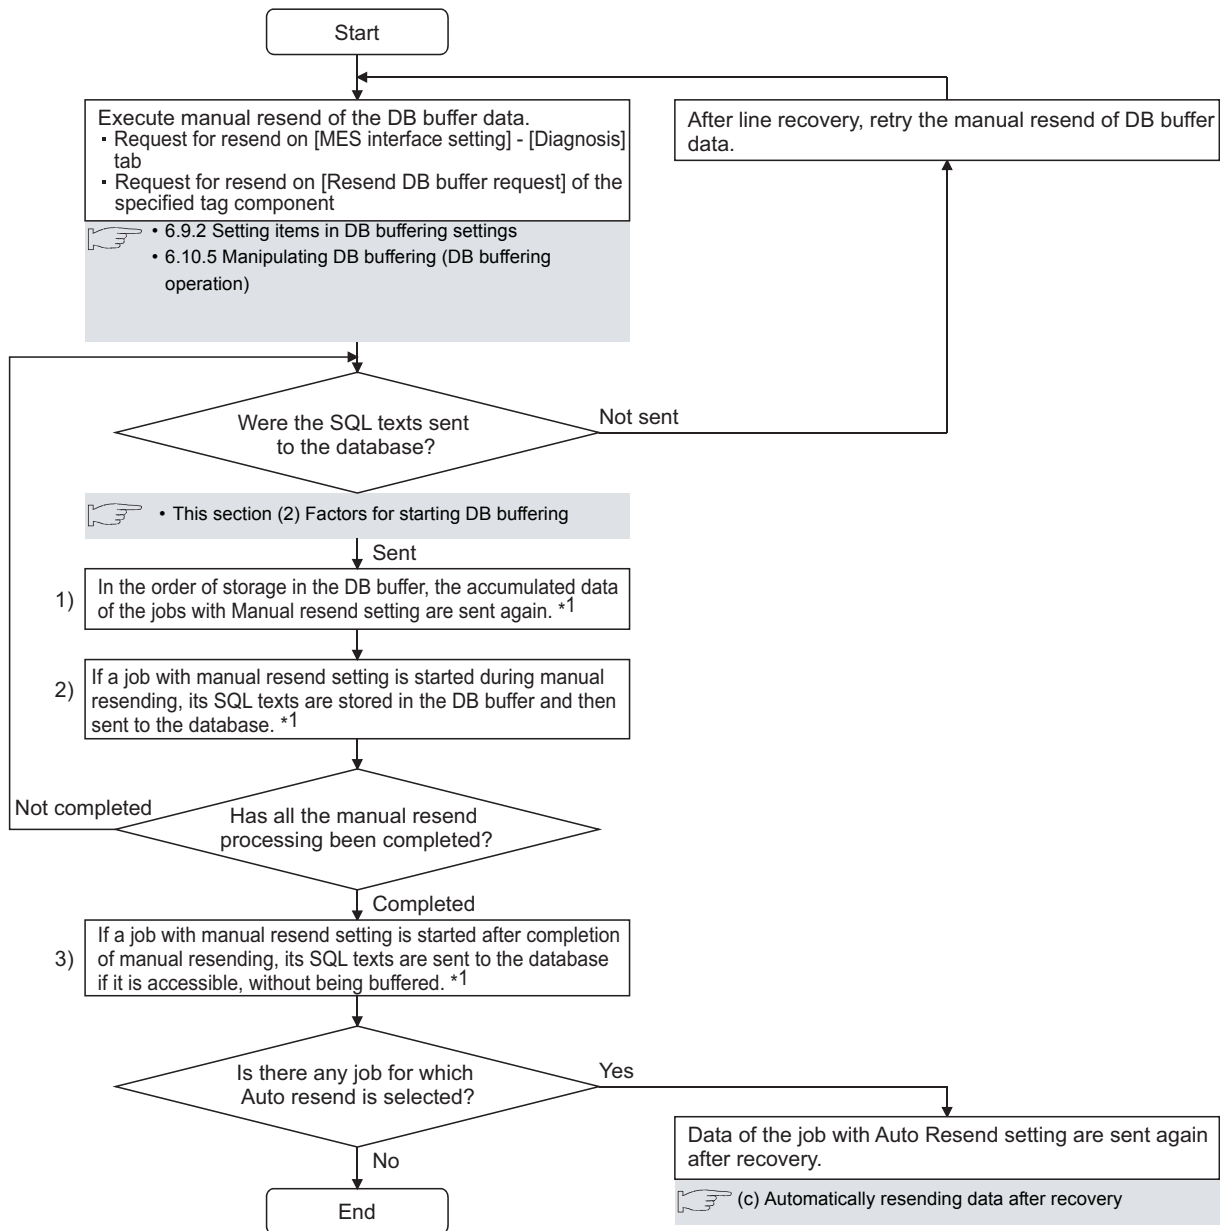 Start
Execute manual resend of the DB buffer data.
• Request for resend on [MES interface setting] - [Diagnosis]
tab
• Request for resend on [Resend DB buffer request] of the
specified tag component
After line recovery, retry the manual resend of DB buffer
data.
• 6.9.2 Setting items in DB buffering settings
• 6.10.5 Manipulating DB buffering (DB buffering
operation)
Were the SQL texts sent
to the database?
Not sent
• This section (2) Factors for starting DB buffering
Sent
1)
In the order of storage in the DB buffer, the accumulated data
of the jobs with Manual resend setting are sent again. *1
2)
If a job with manual resend setting is started during manual
resending, its SQL texts are stored in the DB buffer and then
sent to the database. *1
Not completed
Has all the manual resend
processing been completed?
Completed
3)
If a job with manual resend setting is started after completion
of manual resending, its SQL texts are sent to the database
if it is accessible, without being buffered. *1
Is there any job for which
Auto resend is selected?
Yes
No
Data of the job with Auto Resend setting are sent again
after recovery.
(c) Automatically resending data after recovery
End